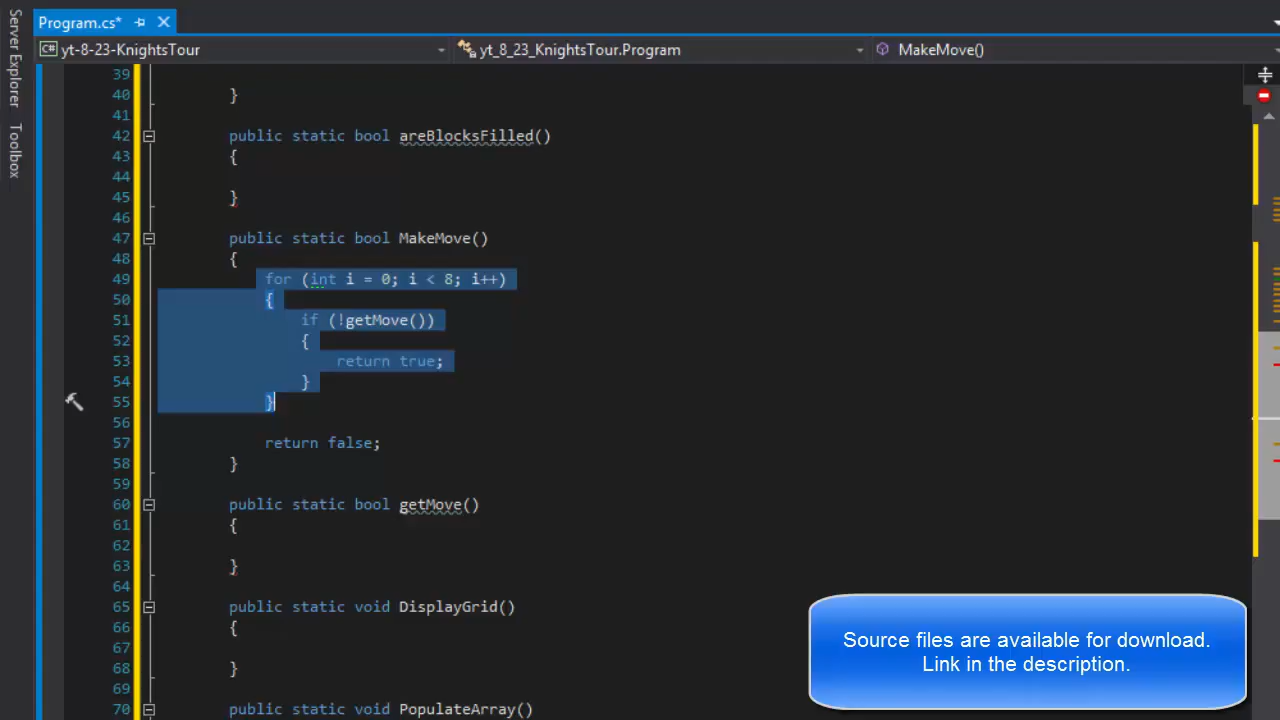 Program.cs*
yt-8-23-KnightsTour
yt_8_23_KnightsTour.Program
MakeMove()
Server Explorer
Toolbox
39
40 }
41
42 public static bool areBlocksFilled()
43 {
44
45 }
46
47 public static bool MakeMove()
48 {
49 for (int i = 0; i < 8; i++)
50 {
51 if (!getMove())
52 {
53 return true;
54 }
55 }
56
57 return false;
58 }
59
60 public static bool getMove()
61 {
62
63 }
64
65 public static void DisplayGrid()
66 {
67
68 }
69
70 public static void PopulateArray()
Source files are available for download.
Link in the description.